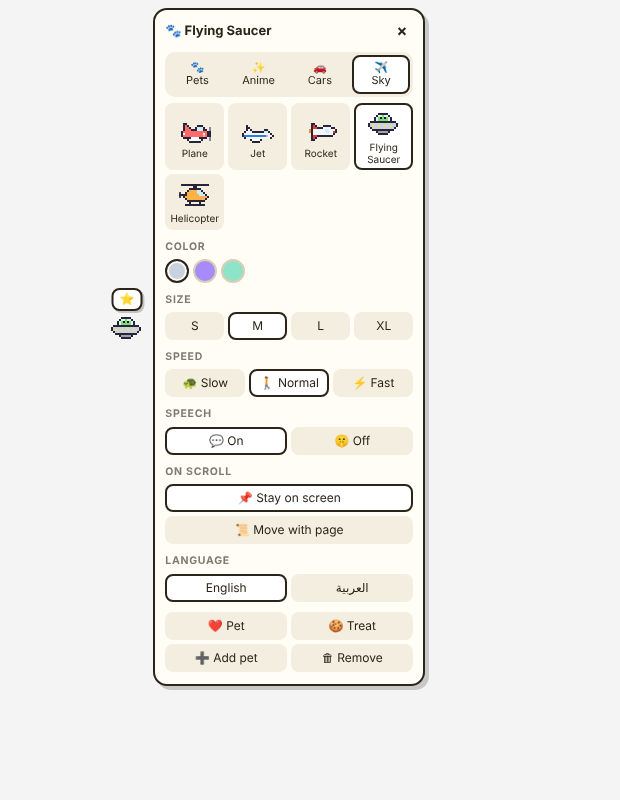 🐾 Flying Saucer ×
🐾 Pets
✨ Anime
🚗 Cars
✈️ Sky
Plane
Jet
Rocket
Flying
Saucer
Helicopter
COLOR
SIZE
S M L XL
SPEED
🐢 Slow 🚶 Normal ⚡ Fast
SPEECH
💬 On 🤫 Off
ON SCROLL
📌 Stay on screen
📜 Move with page
LANGUAGE
English العربية
❤️ Pet 🍪 Treat
➕ Add pet 🗑 Remove